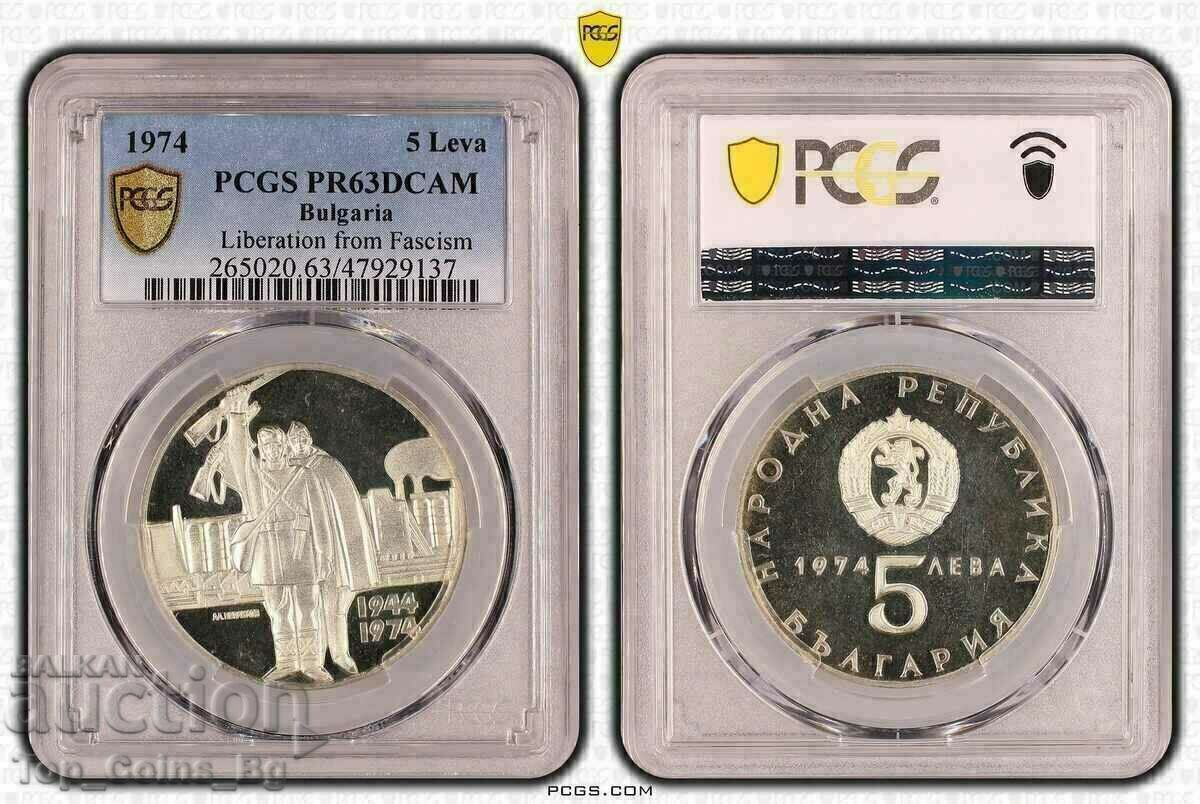 PCGS
1974 5 Leva
PCGS PR63DCAM
PCGS
Bulgaria
Liberation from Fascism
265020.63/47929137
1944
1974
BALKAN
auction
Top_Coins_Bg
PCGS
PCGS
НАРОДНА РЕПУБЛИКА
1974 5 ЛЕВА
БЪЛГАРИЯ
PCGS.COM